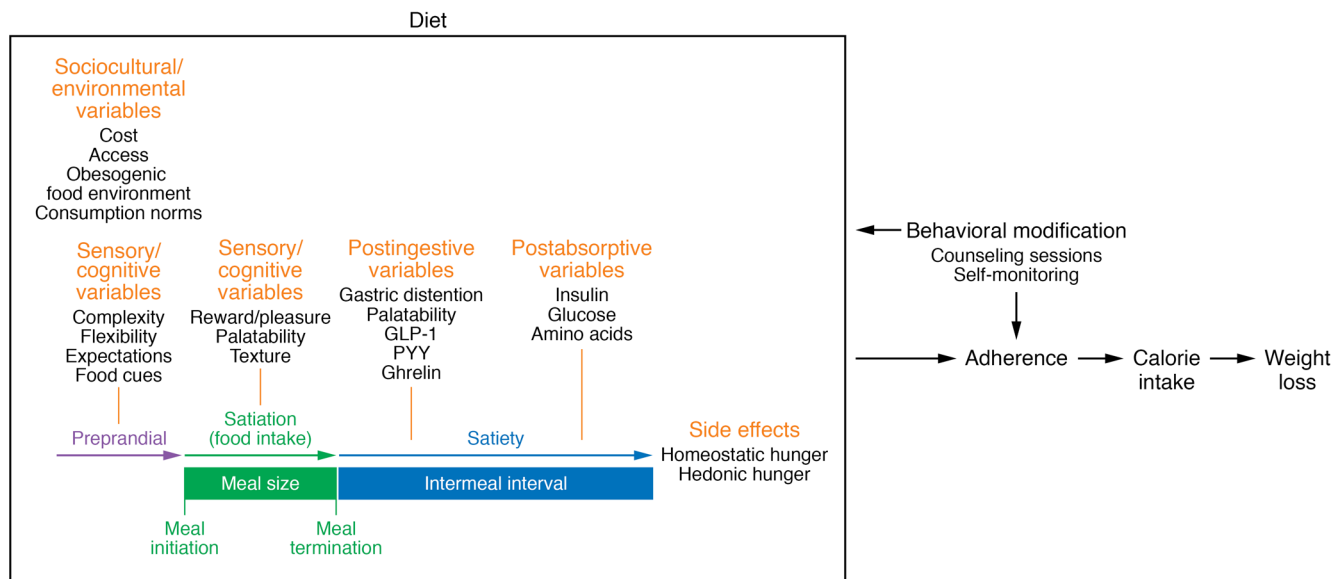 Diet
Sociocultural/
environmental
variables
Cost
Access
Obesogenic
food environment
Consumption norms
Sensory/
cognitive
variables
Complexity
Flexibility
Expectations
Food cues
Sensory/
cognitive
variables
Reward/pleasure
Palatability
Texture
Postingestive
variables
Gastric distention
Palatability
GLP-1
PYY
Ghrelin
Postabsorptive
variables
Insulin
Glucose
Amino acids
Preprandial
Satiation
(food intake)
Satiety
Side effects
Homeostatic hunger
Hedonic hunger
Meal size
Intermeal interval
Meal
initiation
Meal
termination
Behavioral modification
Counseling sessions
Self-monitoring
Adherence
Calorie
intake
Weight
loss